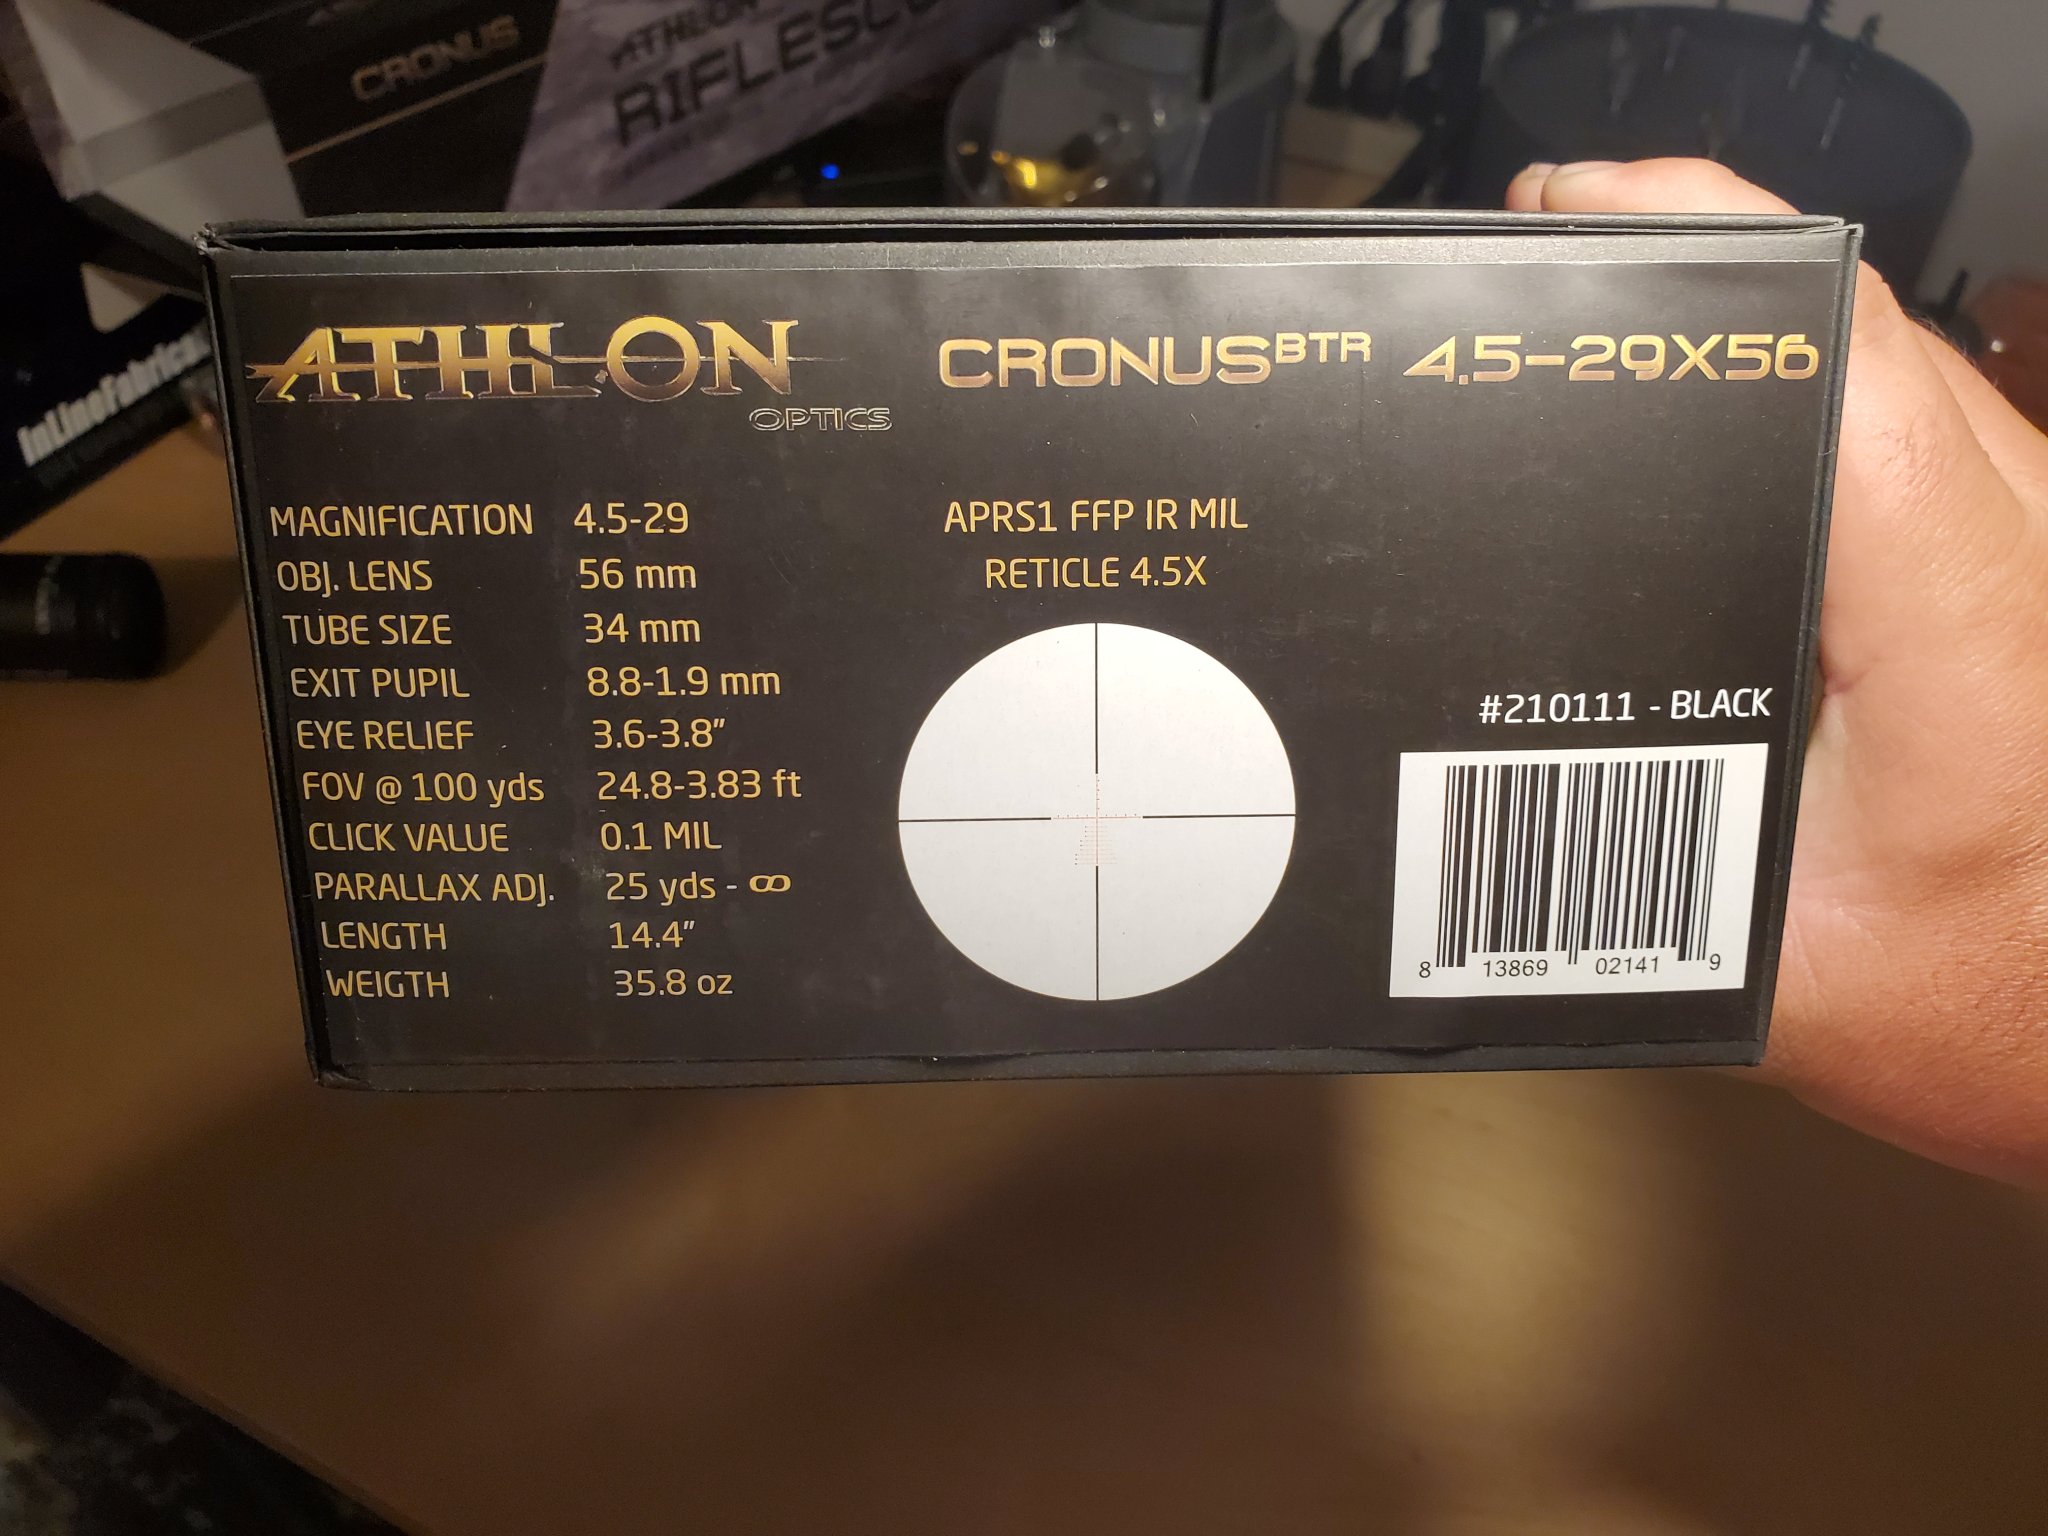 CRONUS
ATHLON
RIFLESCO
InLineFabrica
ATHLON
OPTICS
CRONUS BTR 4.5-29X56
MAGNIFICATION 4.5-29
OBJ. LENS 56 mm
TUBE SIZE 34 mm
EXIT PUPIL 8.8-1.9 mm
EYE RELIEF 3.6-3.8"
FOV @ 100 yds 24.8-3.83 ft
CLICK VALUE 0.1 MIL
PARALLAX ADJ. 25 yds - ∞
LENGTH 14.4"
WEIGTH 35.8 oz
APRS1 FFP IR MIL
RETICLE 4.5X
#210111 - BLACK
8 13869 02141 9